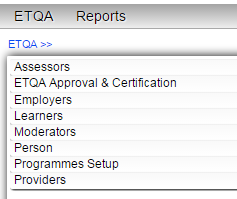 ETQA Reports
ETQA >>
Assessors
ETQA Approval & Certification
Employers
Learners
Moderators
Person
Programmes Setup
Providers